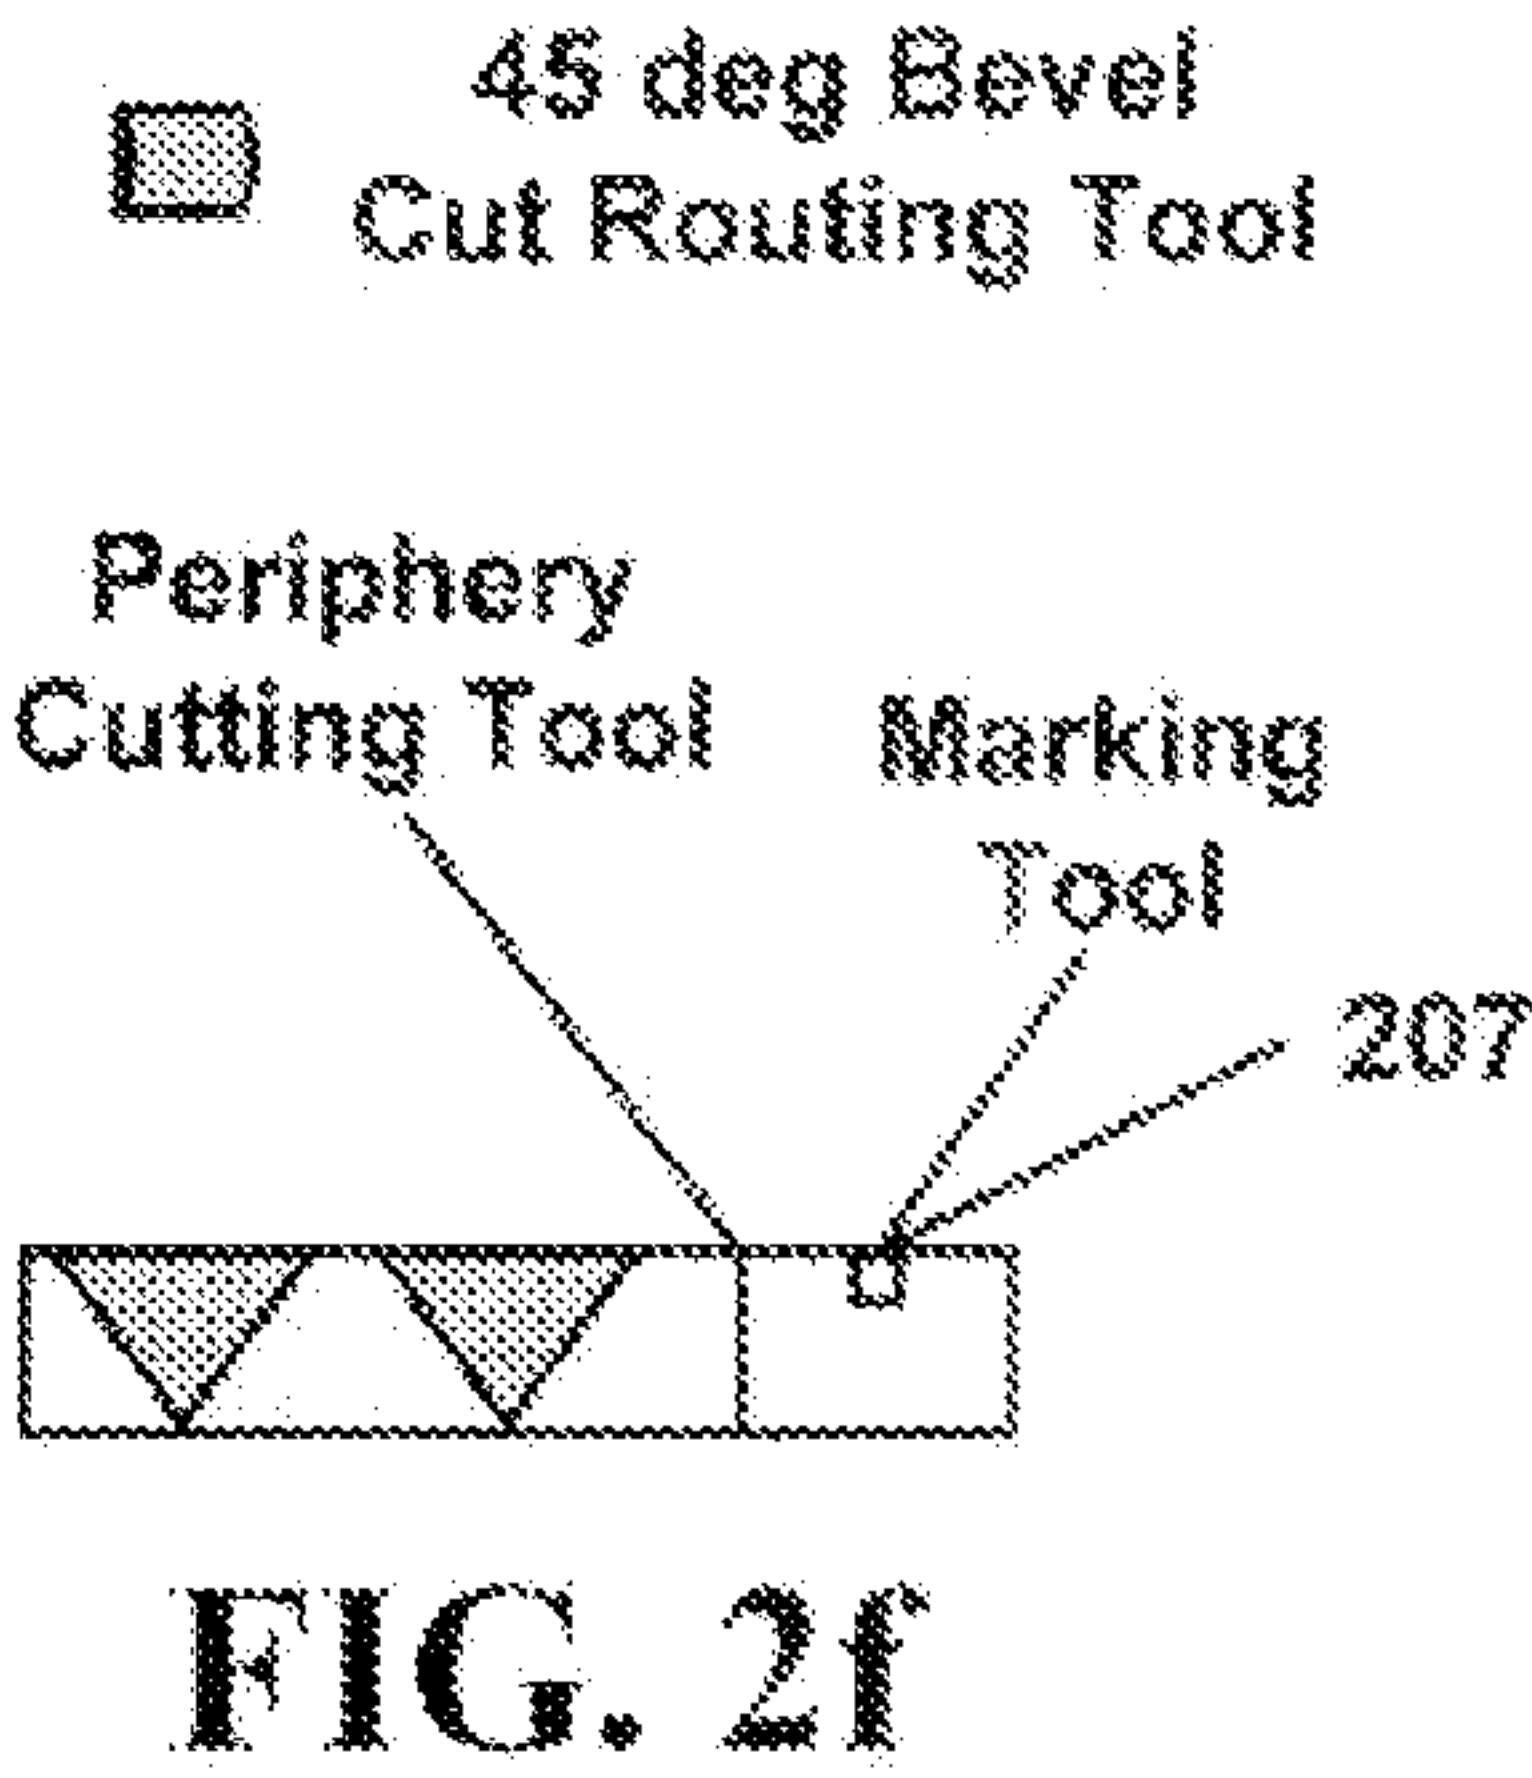 45 deg Bevel
Cut Routing Tool
Periphery
Cutting Tool
Marking
Tool
207
FIG. 2f